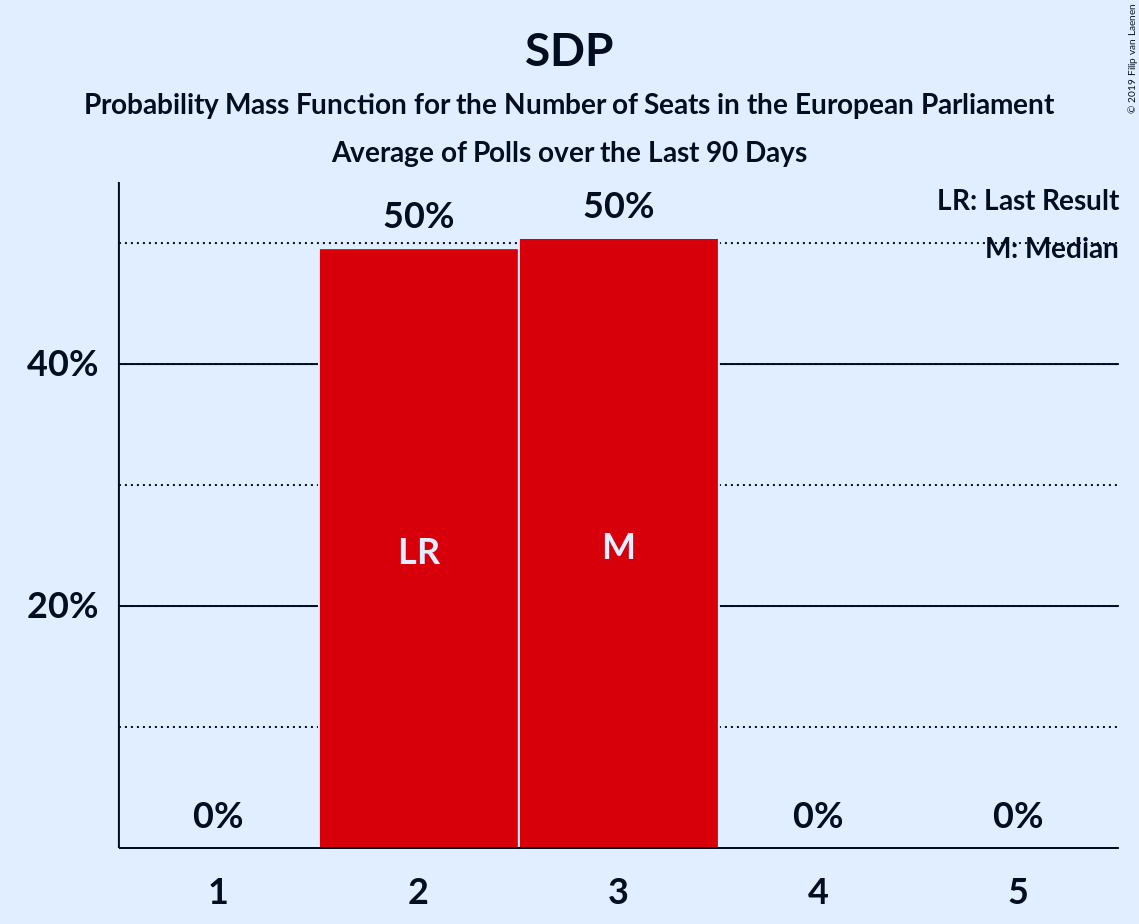 SDP
Probability Mass Function for the Number of Seats in the European Parliament
Average of Polls over the Last 90 Days
© 2019 Filip van Laenen
LR: Last Result
M: Median
50%
50%
40%
20%
LR
M
0%
0%
0%
1
2
3
4
5